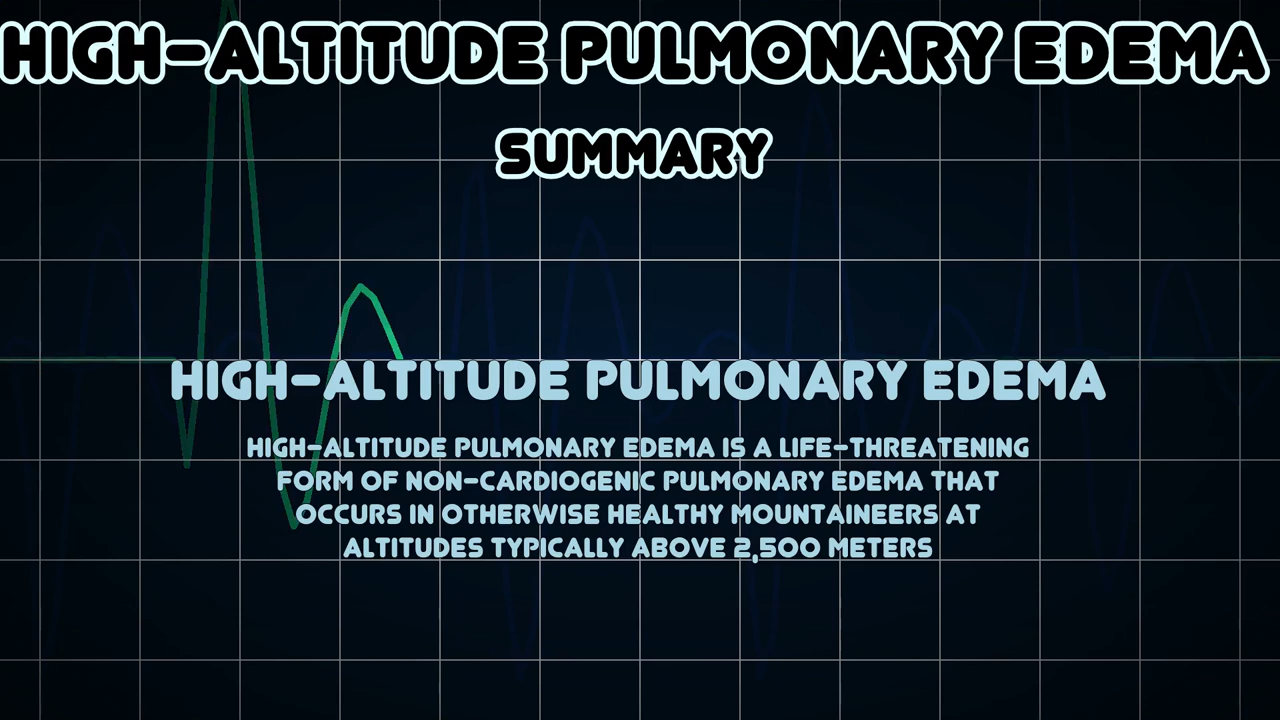 HIGH-ALTITUDE PULMONARY EDEMA
SUMMARY
HIGH-ALTITUDE PULMONARY EDEMA
HIGH-ALTITUDE PULMONARY EDEMA IS A LIFE-THREATENING
FORM OF NON-CARDIOGENIC PULMONARY EDEMA THAT
OCCURS IN OTHERWISE HEALTHY MOUNTAINEERS AT
ALTITUDES TYPICALLY ABOVE 2,500 METERS